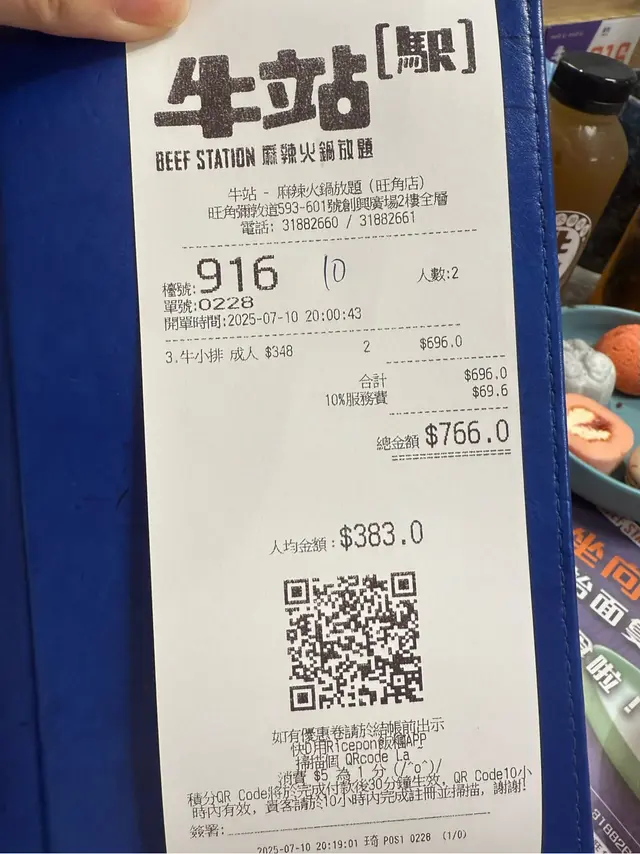 牛站[駅]
BEEF STATION 麻辣火鍋放題
牛站 - 麻辣火鍋放題 (旺角店)
旺角彌敦道593-601號創興廣場2樓全層
電話: 31882660 / 31882661
檯號:916 10 人數:2
單號:0228
開單時間:2025-07-10 20:00:43
3.牛小排 成人 $348 2 $696.0
合計 $696.0
10%服務費 $69.6
總金額 $766.0
人均金額:$383.0
如有優惠卷請於結帳前出示
快D用Ricepon飯糰APP
掃描個 QRcode La
消費 $5 為 1 分 (/^o^)/
積分QR Code將於完成付款後30分鐘生效, QR Code10小
時內有效, 貴客請於10小時內完成註冊並掃描, 謝謝!
簽署:
2025-07-10 20:19:01 琦 POS1 0228 (1/0)
坐向
枱面
啦!